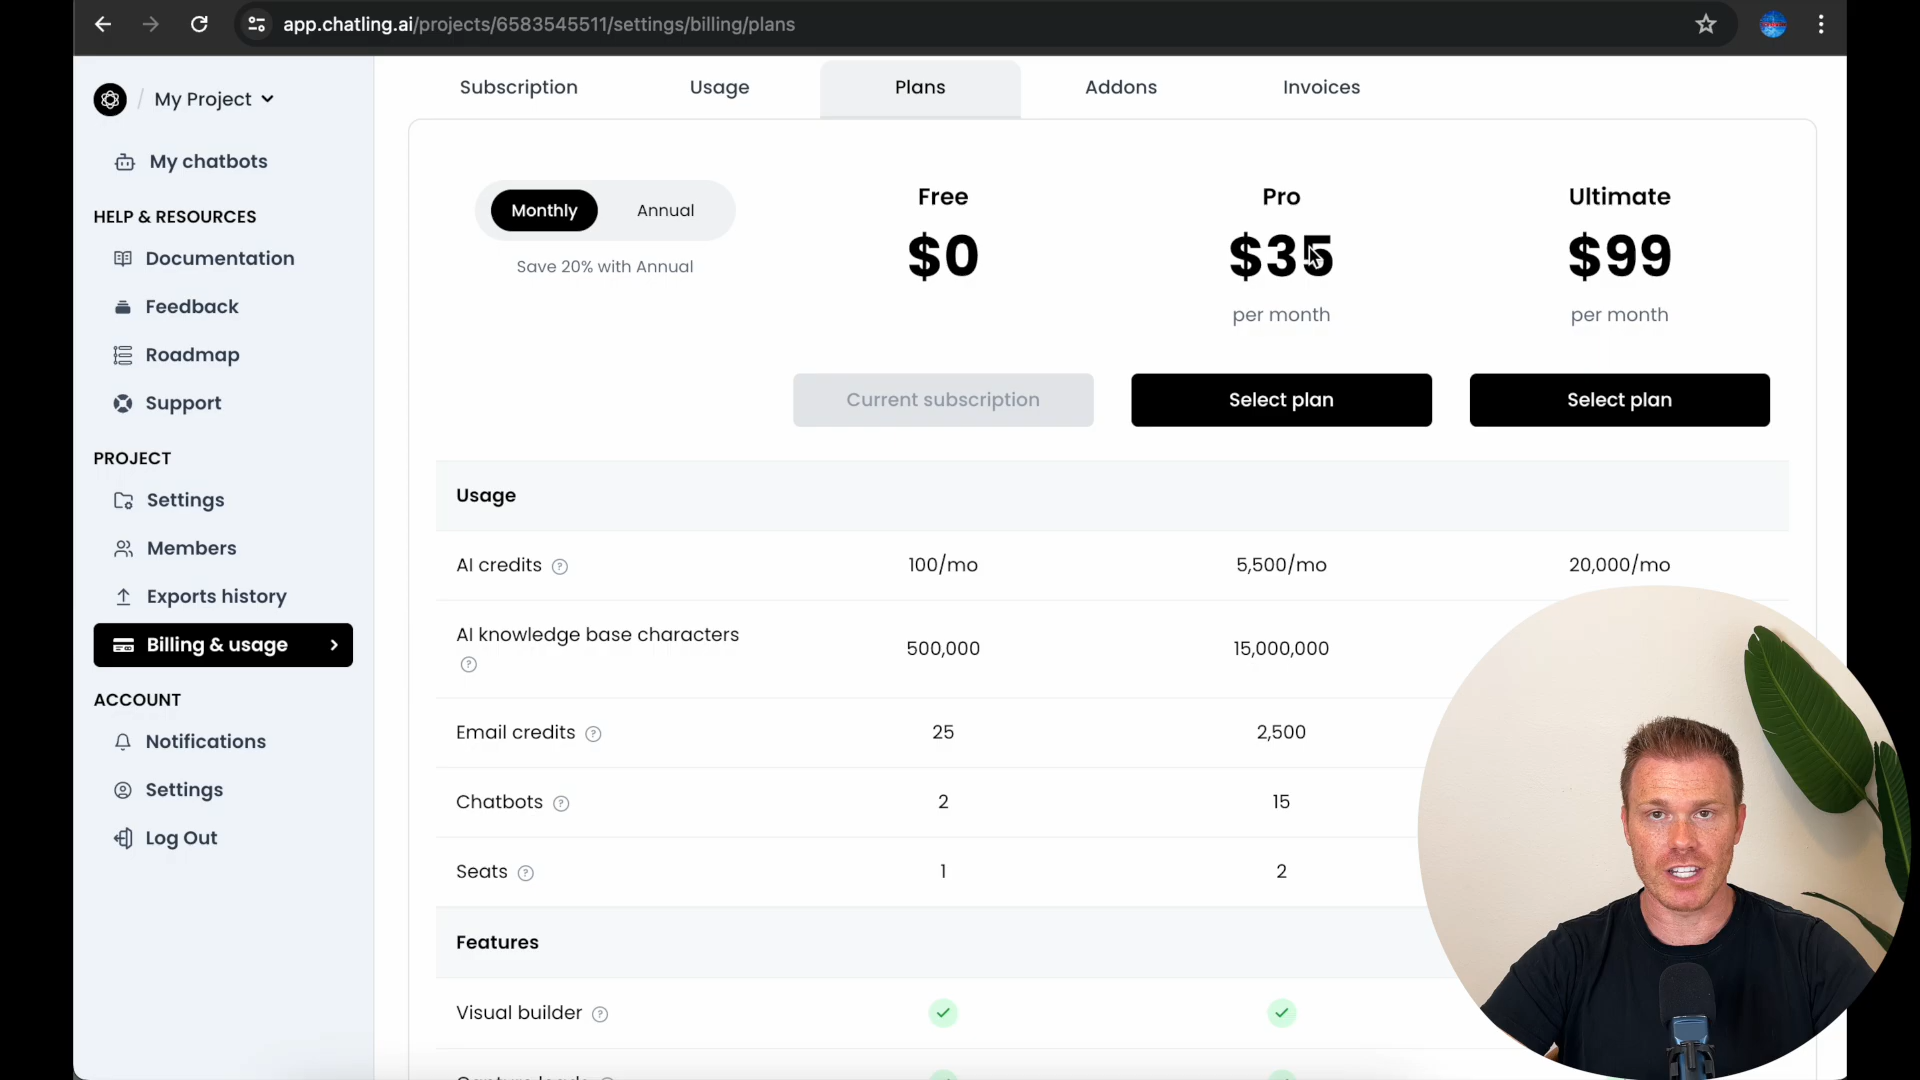 app.chatling.ai/projects/6583545511/settings/billing/plans
/ My Project
My chatbots
HELP & RESOURCES
Documentation
Feedback
Roadmap
Support
PROJECT
Settings
Members
Exports history
Billing & usage
ACCOUNT
Notifications
Settings
Log Out
Subscription Usage Plans Addons Invoices
Monthly Annual
Save 20% with Annual
Free
$0
Pro
$35
per month
Ultimate
$99
per month
Current subscription Select plan Select plan
Usage
AI credits ? 100/mo 5,500/mo 20,000/mo
AI knowledge base characters ? 500,000 15,000,000
Email credits ? 25 2,500
Chatbots ? 2 15
Seats ? 1 2
Features
Visual builder ?